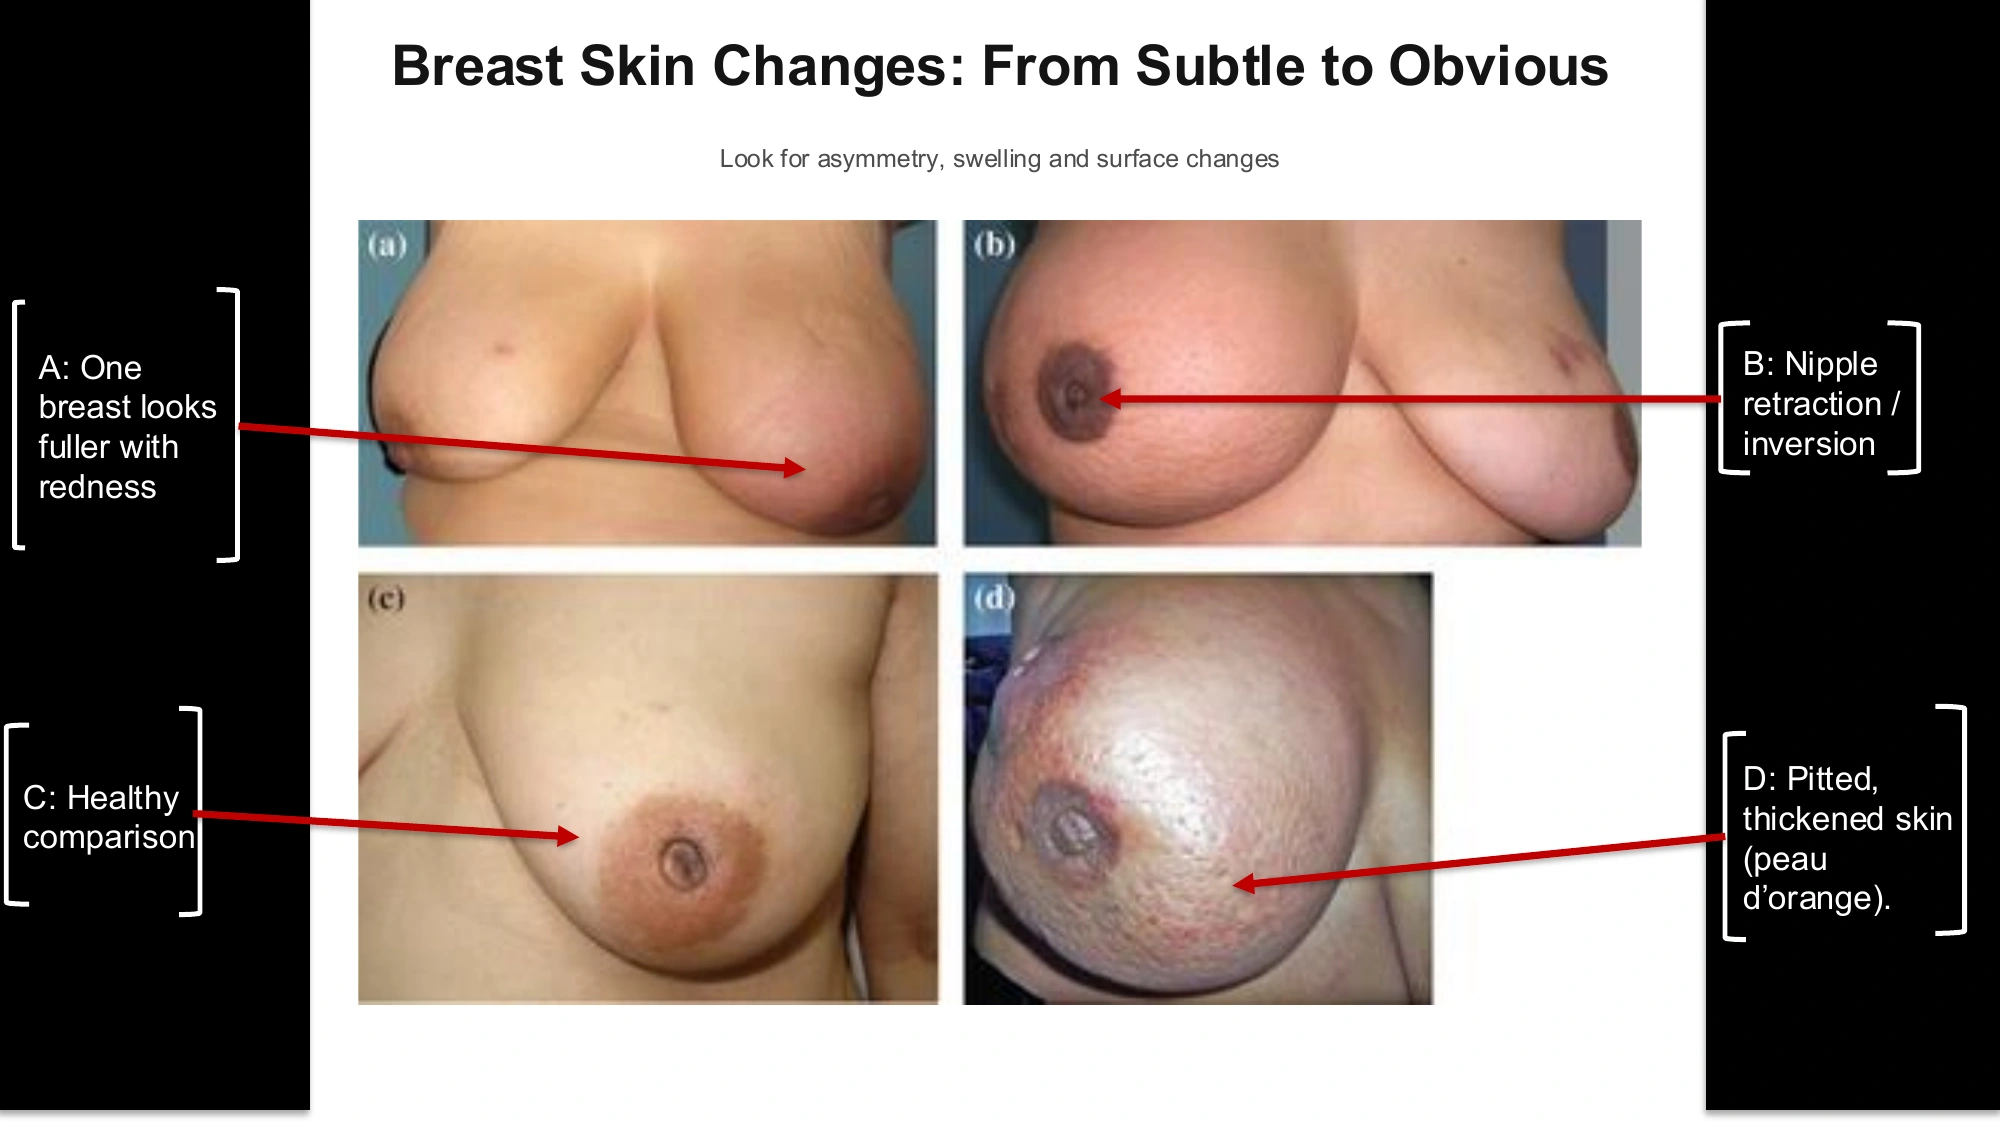 Breast Skin Changes: From Subtle to Obvious
Look for asymmetry, swelling and surface changes
(a)
(b)
A: One
breast looks
fuller with
redness
B: Nipple
retraction /
inversion
(c)
(d)
C: Healthy
comparison
D: Pitted,
thickened skin
(peau
d’orange).